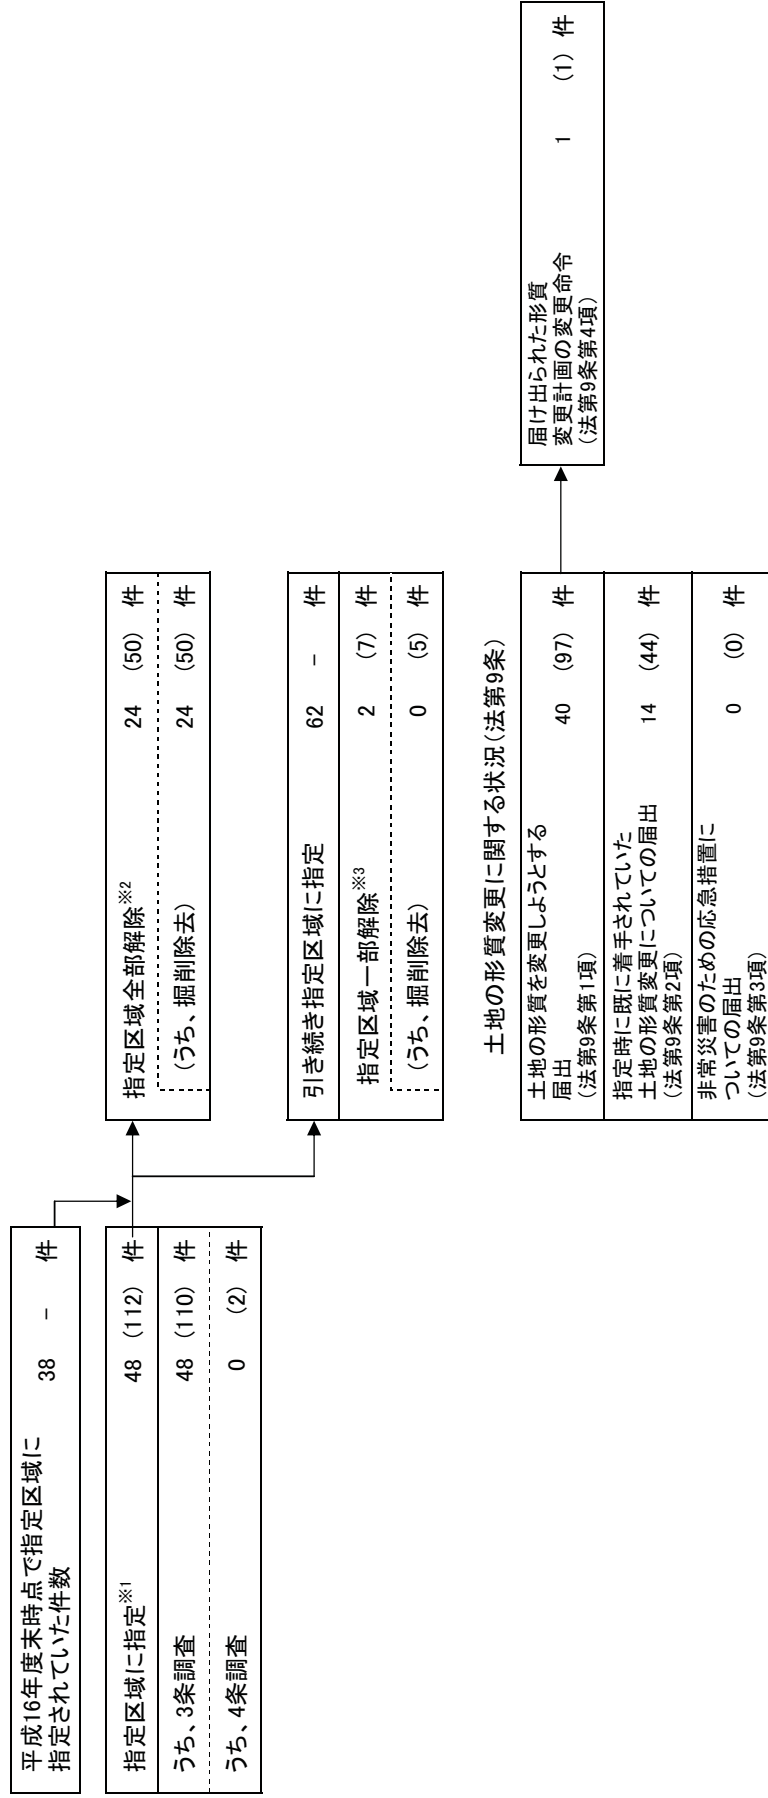 平成16年度末時点で指定区域に
指定されていた件数 38 － 件
指定区域に指定※1 48 (112) 件
うち、3条調査 48 (110) 件
うち、4条調査 0 (2) 件
指定区域全部解除※2 24 (50) 件
(うち、掘削除去) 24 (50) 件
引き続き指定区域に指定 62 － 件
指定区域一部解除※3 2 (7) 件
(うち、掘削除去) 0 (5) 件
土地の形質変更に関する状況(法第9条)
土地の形質を変更しようとする
届出 40 (97) 件
(法第9条第1項)
指定時に既に着手されていた
土地の形質変更についての届出 14 (44) 件
(法第9条第2項)
非常災害のための応急措置に
ついての届出 0 (0) 件
(法第9条第3項)
届け出られた形質
変更計画の変更命令 1 (1) 件
(法第9条第4項)